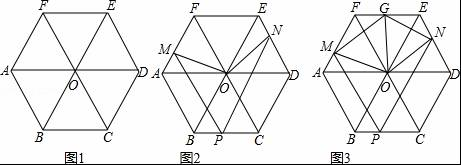 F E
A O D
B C
图1
F E
M N
A O D
B P C
图2
F G E
M N
A O D
B P C
图3